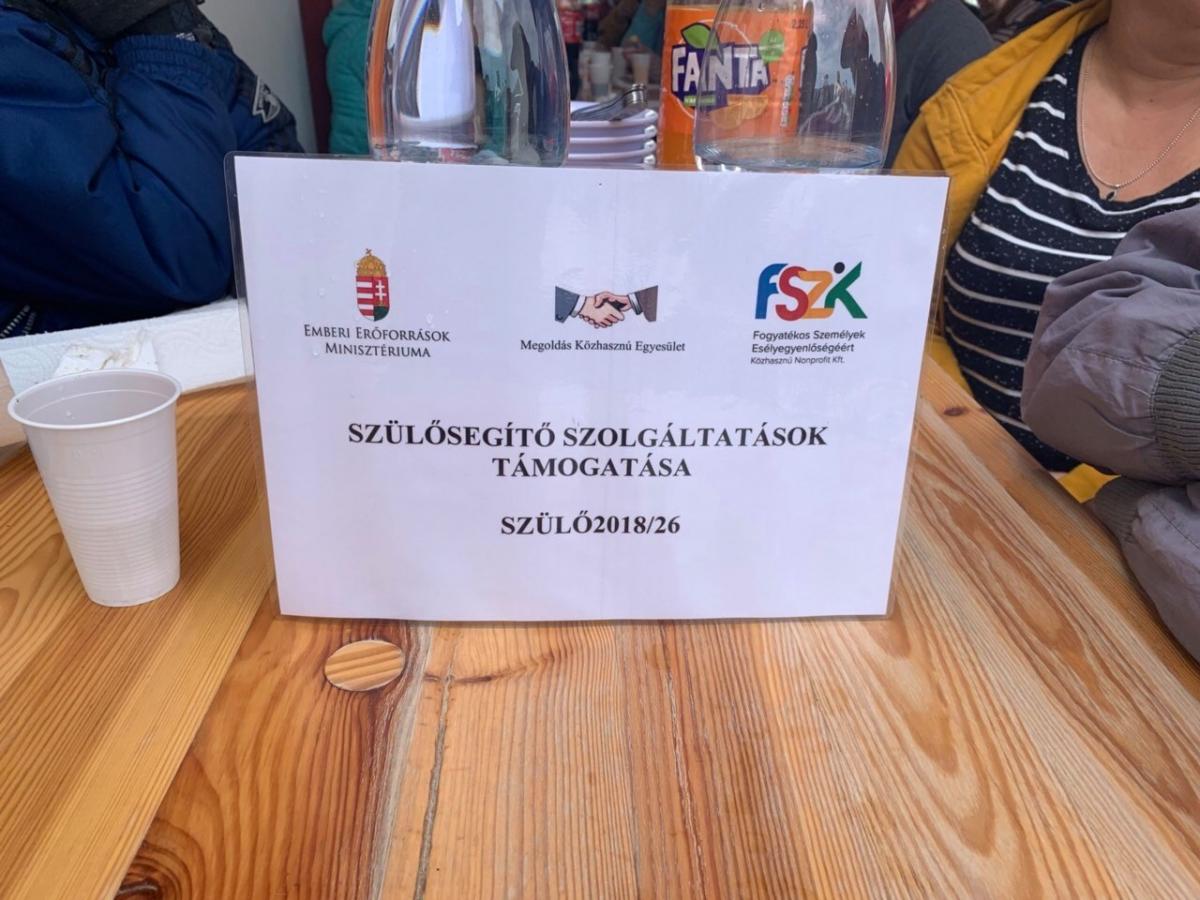 FANTA
EMBERI ERŐFORRÁSOK
MINISZTÉRIUMA
Megoldás Közhasznú Egyesület
FSZK
Fogyatékos Személyek
Esélyegyenlőségéért
Közhasznú Nonprofit Kft.
SZÜLŐSEGÍTŐ SZOLGÁLTATÁSOK
TÁMOGATÁSA
SZÜLŐ2018/26